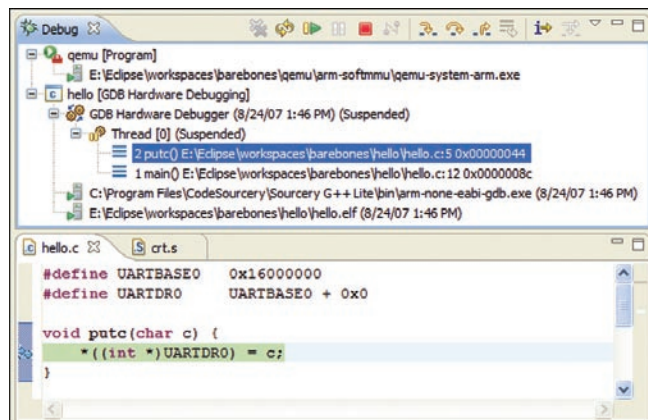 Debug
qemu [Program]
E:\Eclipse\workspaces\barebones\qemu\arm-softmmu\qemu-system-arm.exe
hello [GDB Hardware Debugging]
GDB Hardware Debugger (8/24/07 1:46 PM) (Suspended)
Thread [0] (Suspended)
2 putc() E:\Eclipse\workspaces\barebones\hello\hello.c:5 0x00000044
1 main() E:\Eclipse\workspaces\barebones\hello\hello.c:12 0x0000008c
C:\Program Files\CodeSourcery\Sourcery G++ Lite\bin\arm-none-eabi-gdb.exe (8/24/07 1:46 PM)
E:\Eclipse\workspaces\barebones\hello\hello.elf (8/24/07 1:46 PM)
hello.c crt.s
#define UARTBASE0 0x16000000
#define UARTDR0 UARTBASE0 + 0x0
void putc(char c) {
*((int *)UARTDR0) = c;
}